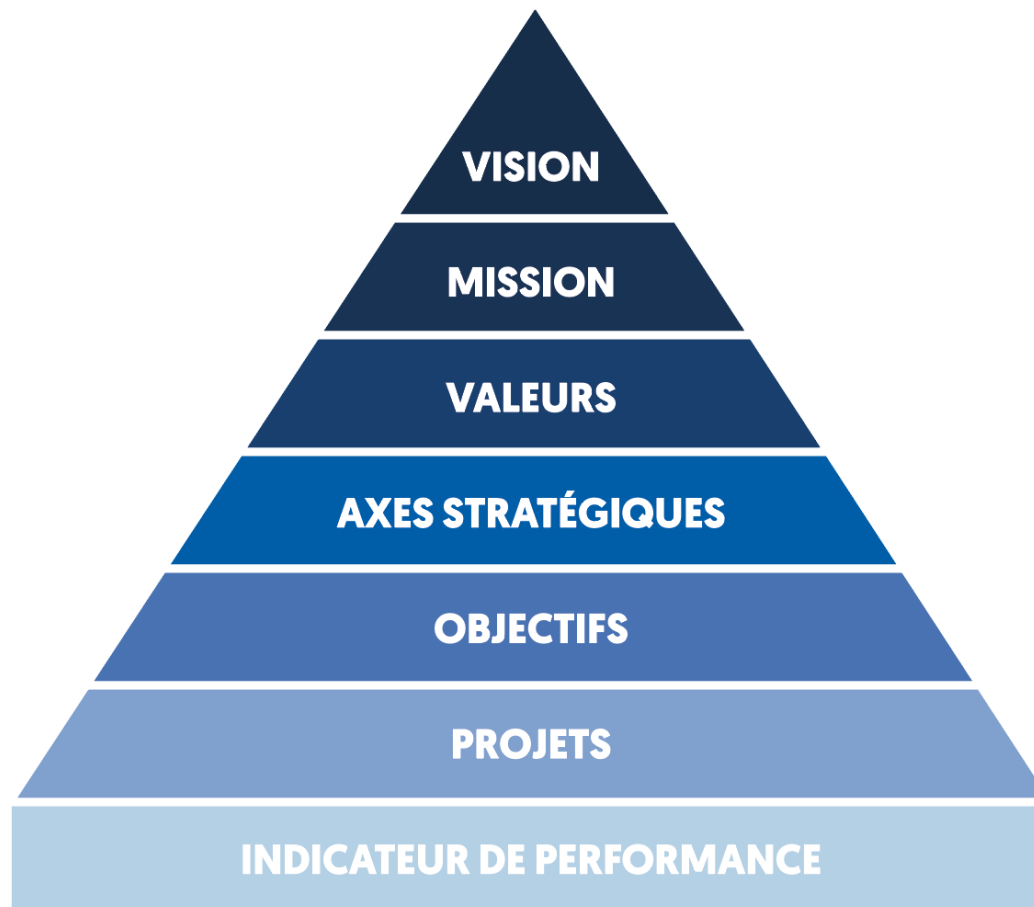 VISION
MISSION
VALEURS
AXES STRATÉGIQUES
OBJECTIFS
PROJETS
INDICATEUR DE PERFORMANCE